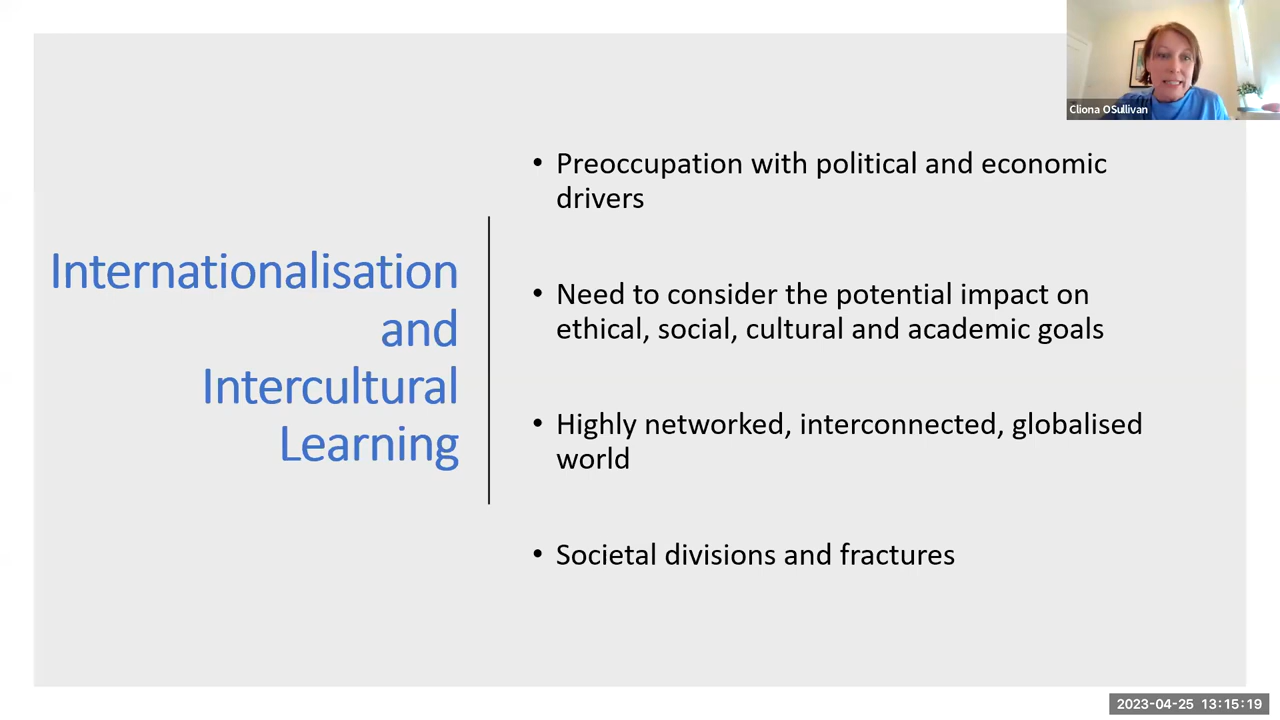 Cliona OSullivan
Internationalisation
and
Intercultural
Learning
• Preoccupation with political and economic
drivers
• Need to consider the potential impact on
ethical, social, cultural and academic goals
• Highly networked, interconnected, globalised
world
• Societal divisions and fractures
2023-04-25 13:15:19